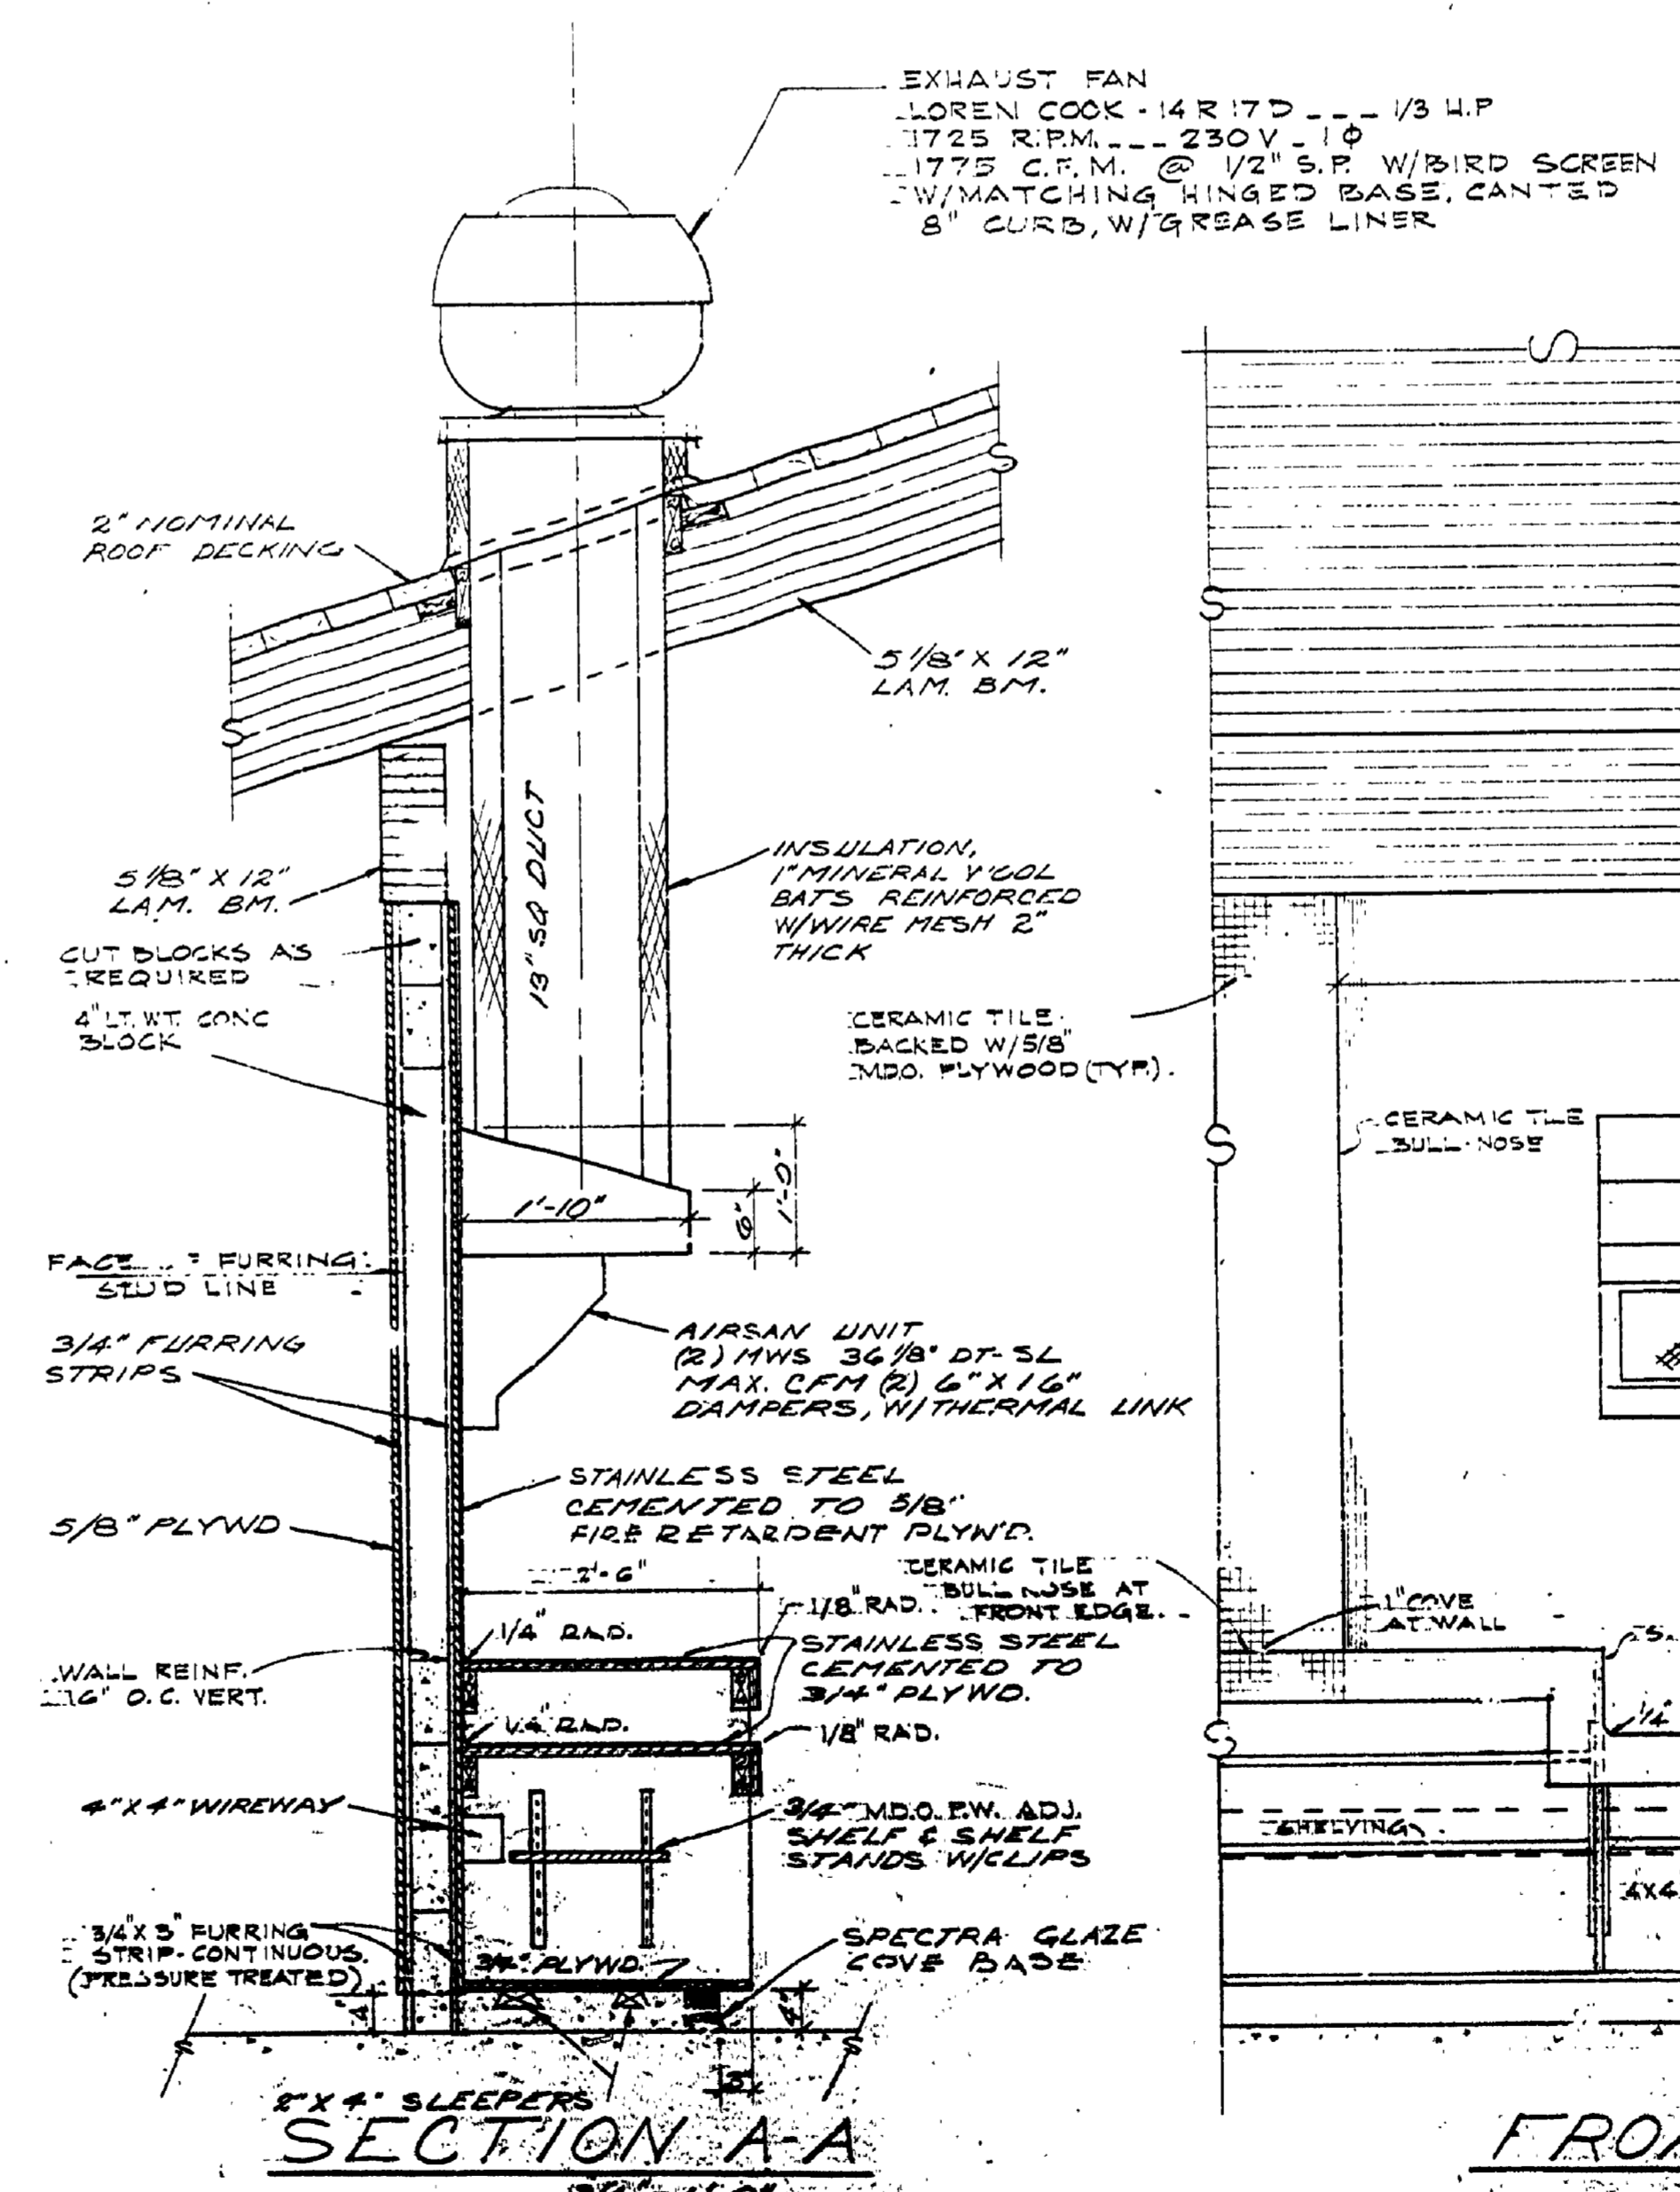 EXHAUST FAN
LOREN COOK - 14 R 17 D --- 1/3 H.P
1725 R.P.M. --- 230 V - 1 Φ
1775 C.F.M. @ 1/2" S.P. W/BIRD SCREEN
W/MATCHING HINGED BASE, CANTED
8" CURB, W/GREASE LINER
2" NOMINAL
ROOF DECKING
5 1/8" X 12"
LAM. BM.
5 1/8" X 12"
LAM. BM.
13" SQ DUCT
INSULATION,
1" MINERAL WOOL
BATS REINFORCED
W/WIRE MESH 2"
THICK
CUT BLOCKS AS
REQUIRED
4" LT. WT. CONC
BLOCK
CERAMIC TILE
BACKED W/5/8"
M.D.O. PLYWOOD (TYP.)
CERAMIC TILE
BULL-NOSE
1'-10"
6"
1'-0"
FACE FURRING
STUD LINE
3/4" FURRING
STRIPS
AIRSAN UNIT
(2) MWS 36 1/8" DT-SL
MAX. CFM (2) 6" X 16"
DAMPERS, W/THERMAL LINK
5/8" PLYWD
STAINLESS STEEL
CEMENTED TO 5/8"
FIRE RETARDENT PLYW'D.
2'-6"
CERAMIC TILE
BULL NOSE AT
FRONT EDGE.
1/8" RAD.
1/4" RAD.
STAINLESS STEEL
CEMENTED TO
3/4" PLYWD.
1" COVE
AT WALL
WALL REINF.
16" O.C. VERT.
1/4" RAD.
1/8" RAD.
1/4"
4" X 4" WIREWAY
3/4" M.D.O. P.W. ADJ.
SHELF & SHELF
STANDS W/CLIPS
SHELVING
4X4
3/4" X 3" FURRING
STRIP-CONTINUOUS.
(PRESSURE TREATED)
3/4" PLYWD.
SPECTRA GLAZE
COVE BASE
4"
4"
3"
2" X 4" SLEEPERS
SECTION A-A